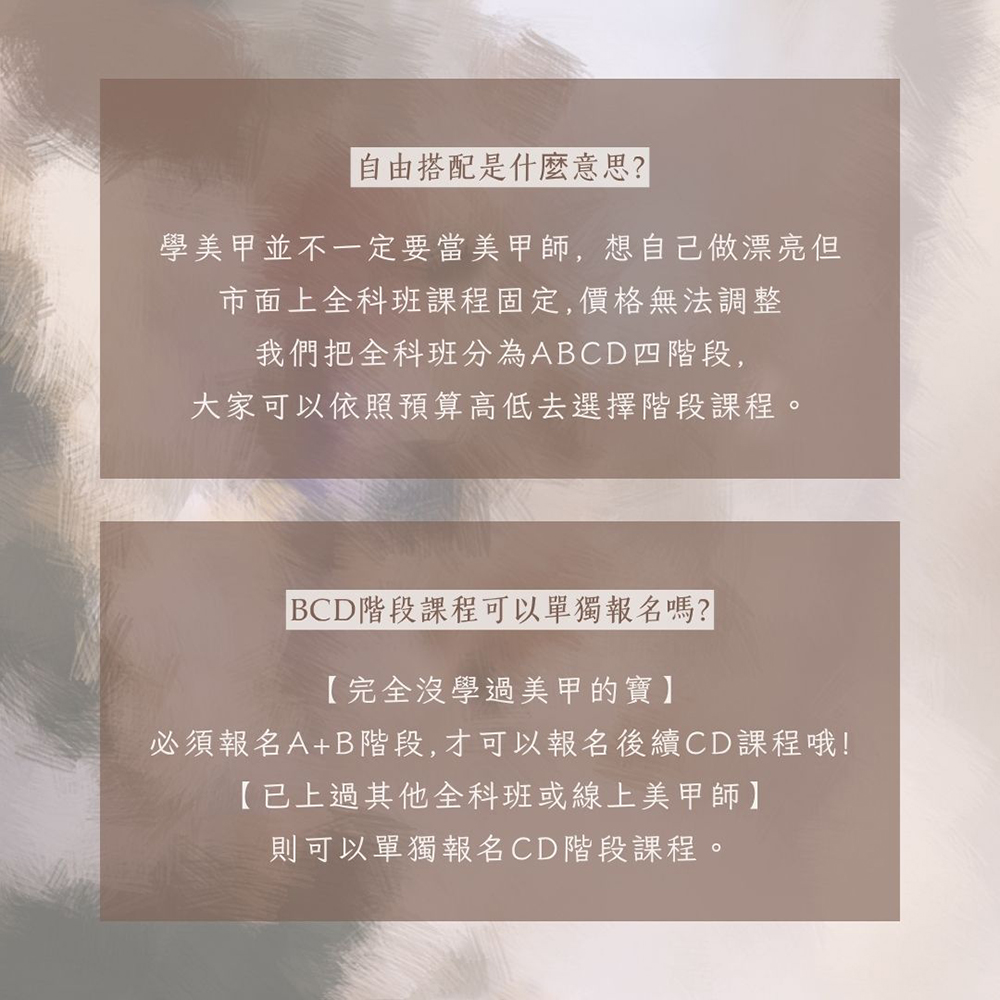 自由搭配是什麼意思?
學美甲並不一定要當美甲師, 想自己做漂亮但
市面上全科班課程固定,價格無法調整
我們把全科班分為ABCD四階段,
大家可以依照預算高低去選擇階段課程。
BCD階段課程可以單獨報名嗎?
【完全沒學過美甲的寶】
必須報名A+B階段,才可以報名後續CD課程哦!
【已上過其他全科班或線上美甲師】
則可以單獨報名CD階段課程。